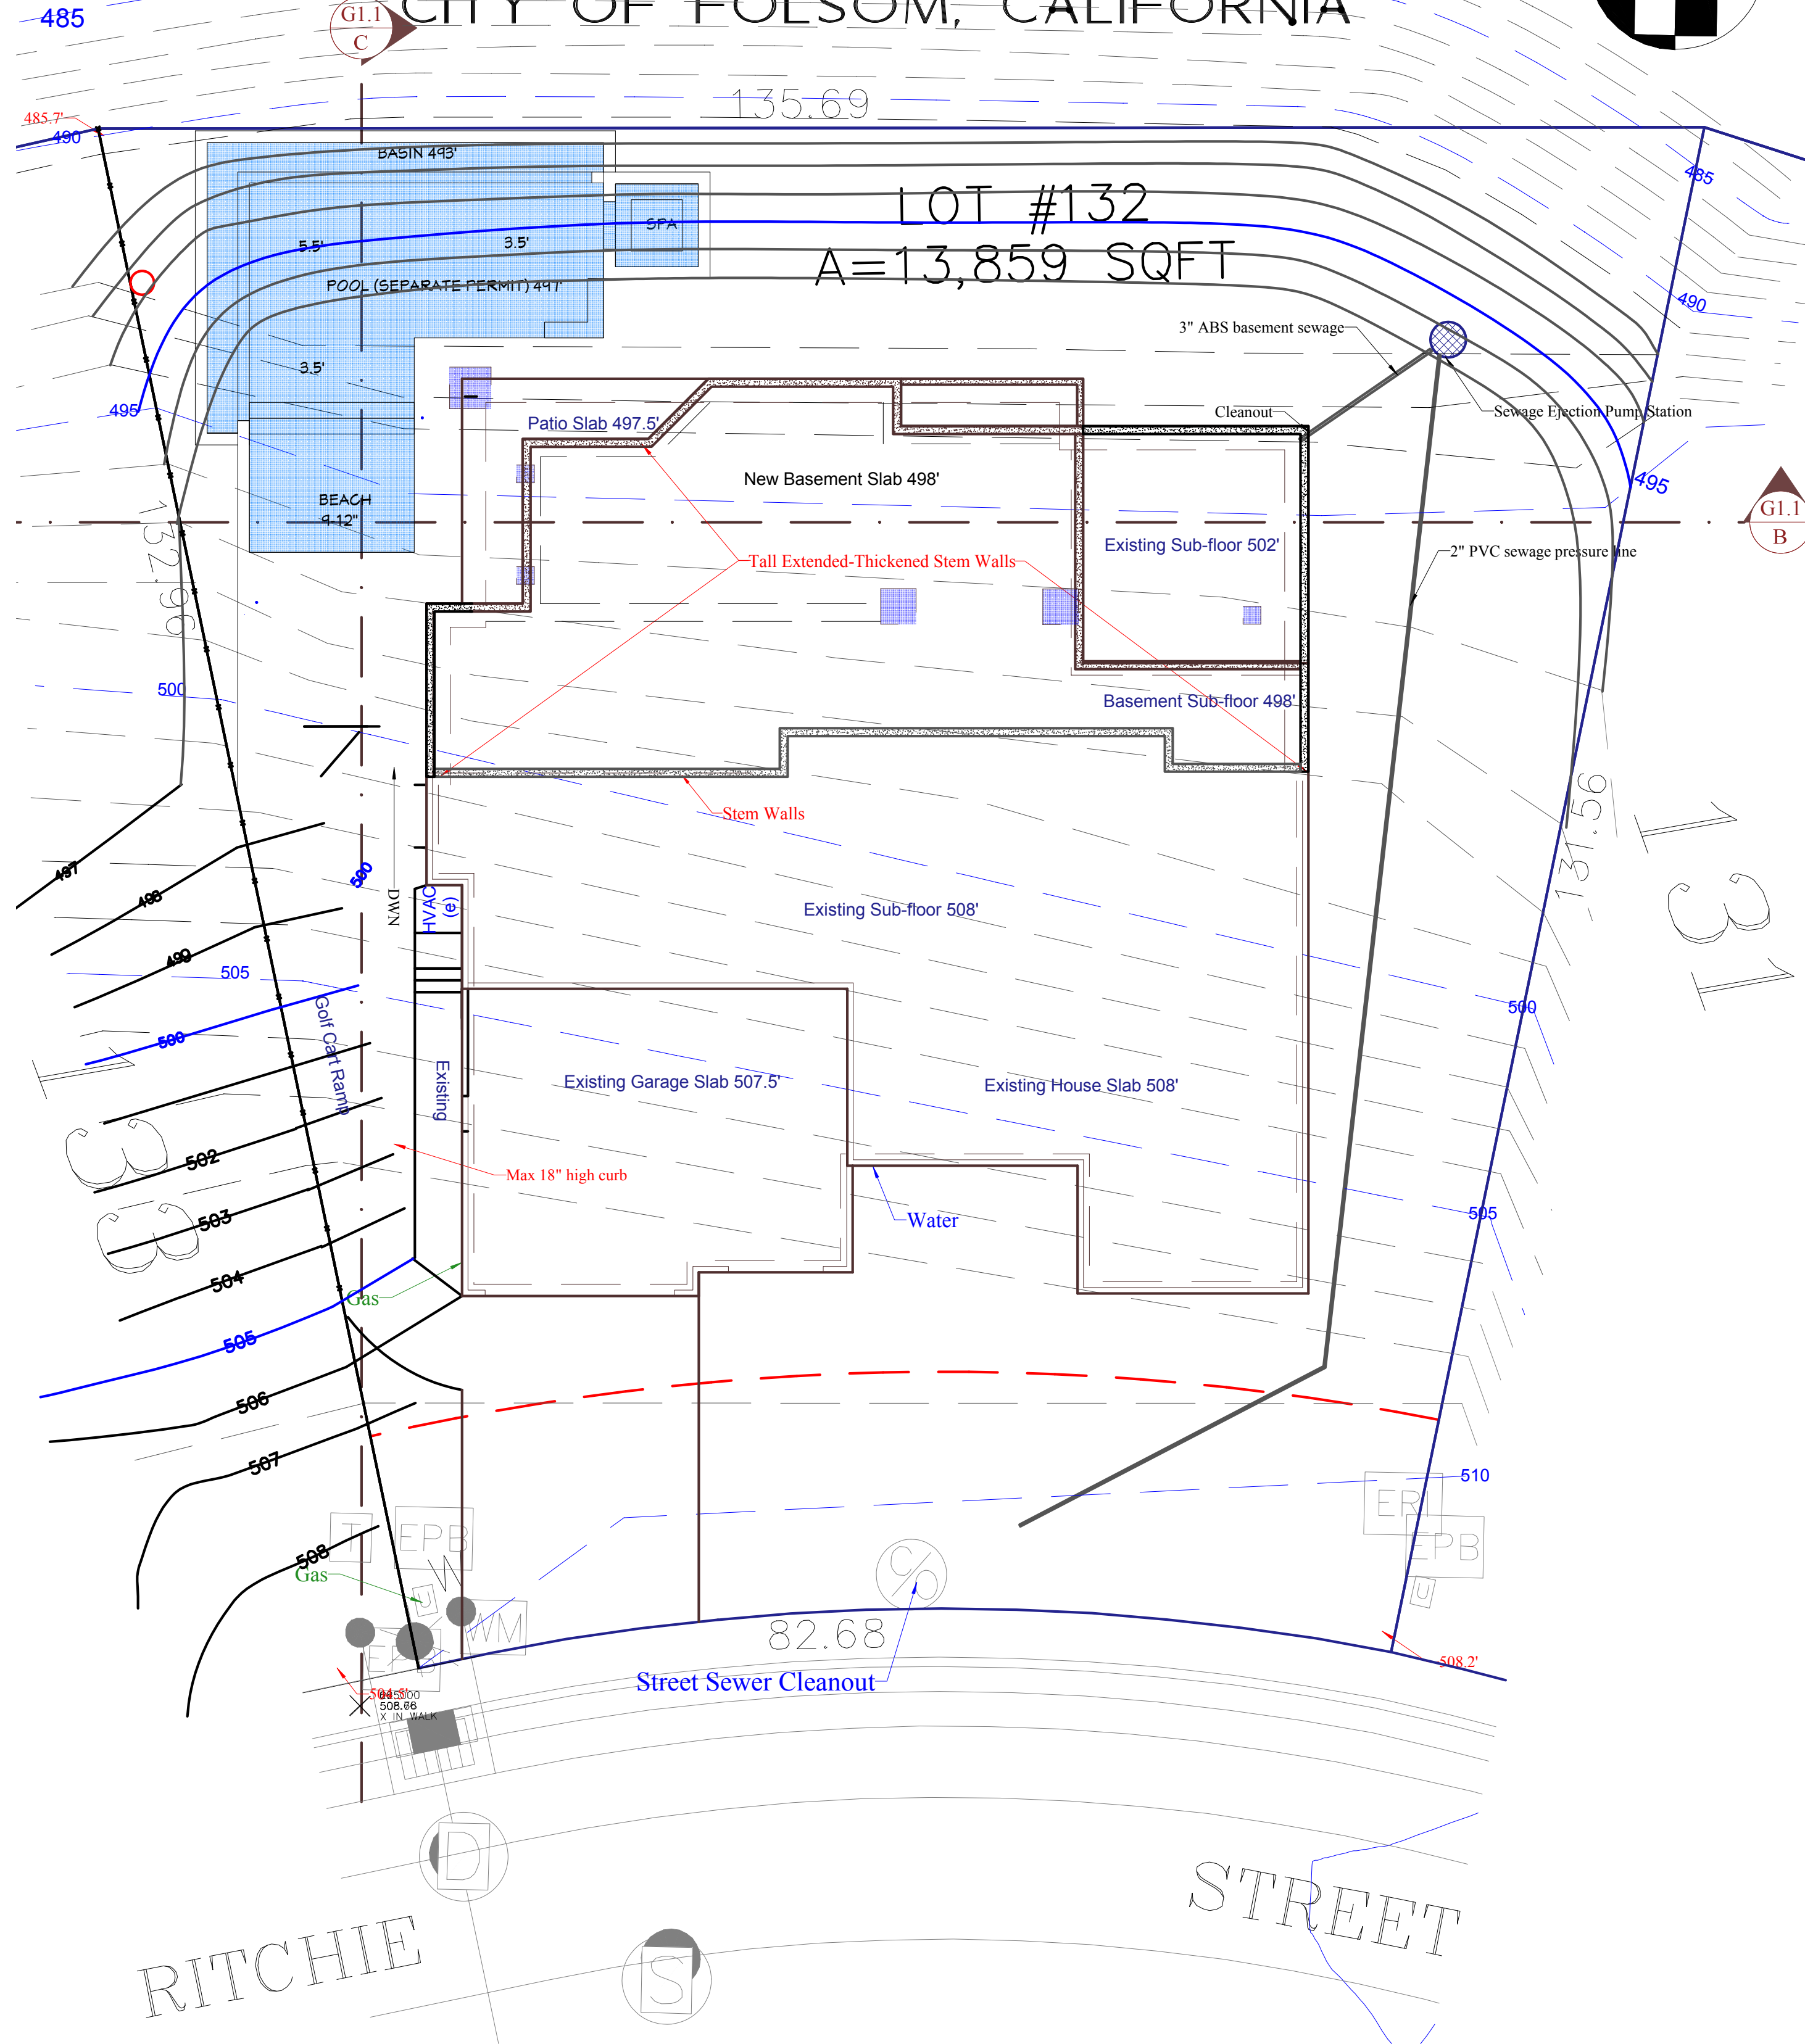 CITY OF FOLSOM, CALIFORNIA
485
G1.1
C
135.69
485.7'
490
BASIN 493'
485
LOT #132
A=13,859 SQFT
SPA
5.5'
3.5'
POOL (SEPARATE PERMIT) 497'
490
3" ABS basement sewage
3.5'
495
Patio Slab 497.5'
Cleanout
Sewage Ejection Pump Station
New Basement Slab 498'
495
BEACH
9-12"
G1.1
B
132.96
Existing Sub-floor 502'
2" PVC sewage pressure line
Tall Extended-Thickened Stem Walls
500
Basement Sub-floor 498'
Stem Walls
131.56
131
497
500
498
DWN
HVAC
(e)
Existing Sub-floor 508'
499
505
500
500
Golf Cart Ramp
Existing
Existing Garage Slab 507.5'
Existing House Slab 508'
133
502
Max 18" high curb
503
Water
505
504
Gas
505
506
507
510
ERI
EPB
U
T
EPB
508
Gas
U
W
WM
C/O
82.68
Street Sewer Cleanout
508.2'
504.5'
508.76
X IN WALK
D
S
RITCHIE STREET